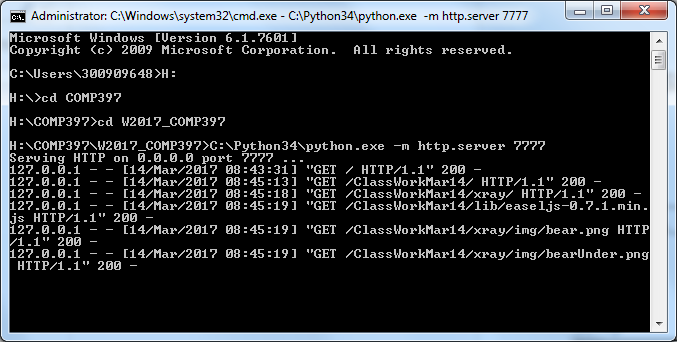 Administrator: C:\Windows\system32\cmd.exe - C:\Python34\python.exe -m http.server 7777
Microsoft Windows [Version 6.1.7601]
Copyright (c) 2009 Microsoft Corporation.  All rights reserved.
C:\Users\300909648>H:
H:\>cd COMP397
H:\COMP397>cd W2017_COMP397
H:\COMP397\W2017_COMP397>C:\Python34\python.exe -m http.server 7777
Serving HTTP on 0.0.0.0 port 7777 ...
127.0.0.1 - - [14/Mar/2017 08:43:31] "GET / HTTP/1.1" 200 -
127.0.0.1 - - [14/Mar/2017 08:45:13] "GET /ClassWorkMar14/ HTTP/1.1" 200 -
127.0.0.1 - - [14/Mar/2017 08:45:18] "GET /ClassWorkMar14/xray/ HTTP/1.1" 200 -
127.0.0.1 - - [14/Mar/2017 08:45:19] "GET /ClassWorkMar14/lib/easeljs-0.7.1.min.
js HTTP/1.1" 200 -
127.0.0.1 - - [14/Mar/2017 08:45:19] "GET /ClassWorkMar14/xray/img/bear.png HTTP
/1.1" 200 -
127.0.0.1 - - [14/Mar/2017 08:45:19] "GET /ClassWorkMar14/xray/img/bearUnder.png
 HTTP/1.1" 200 -